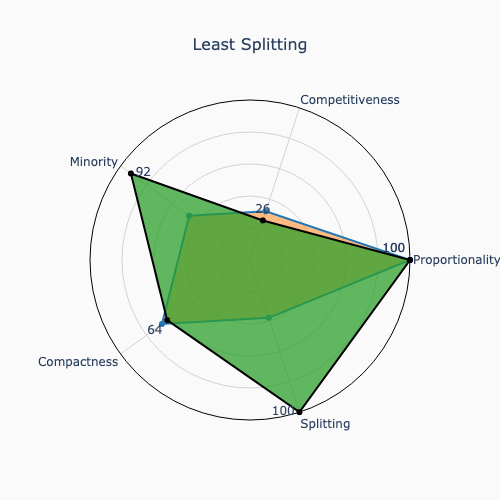 Least Splitting
Competitiveness
Minority
92
26
100
Proportionality
64
Compactness
100
Splitting